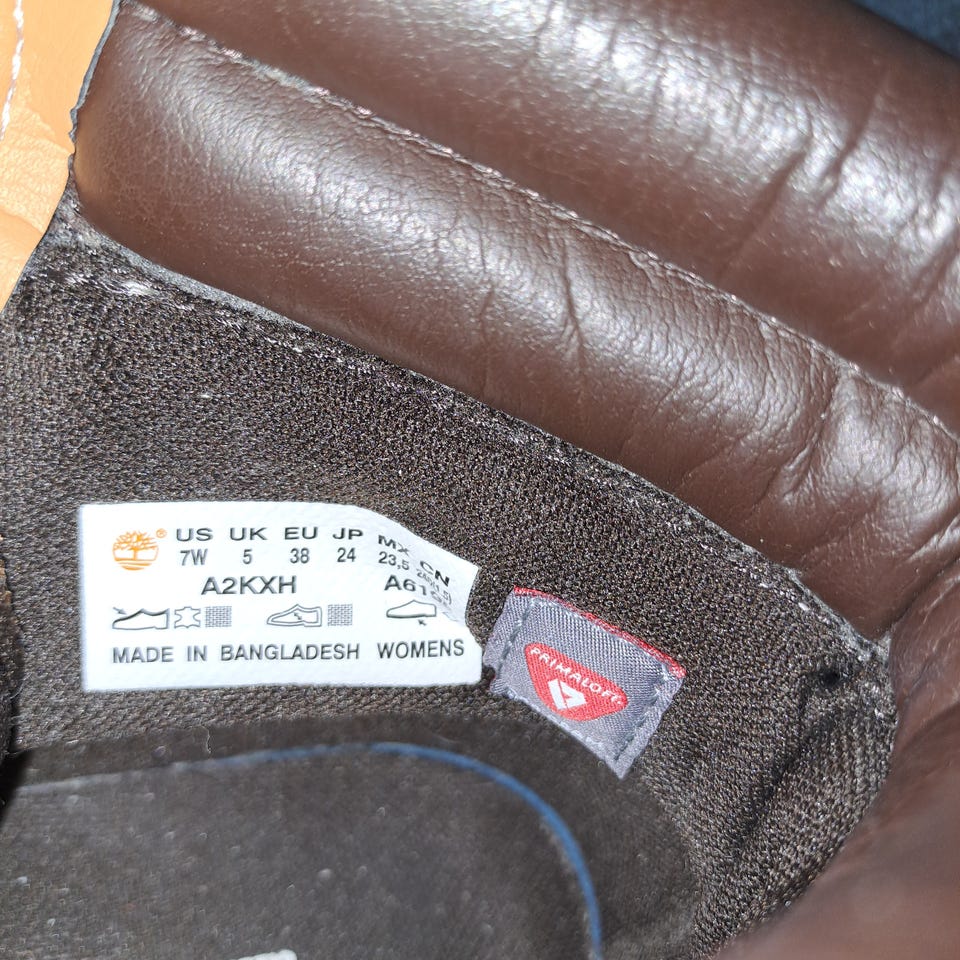 ® US UK EU JP MX CN
7W 5 38 24 23,5
A2KXH
MADE IN BANGLADESH WOMENS
PRIMALOFT